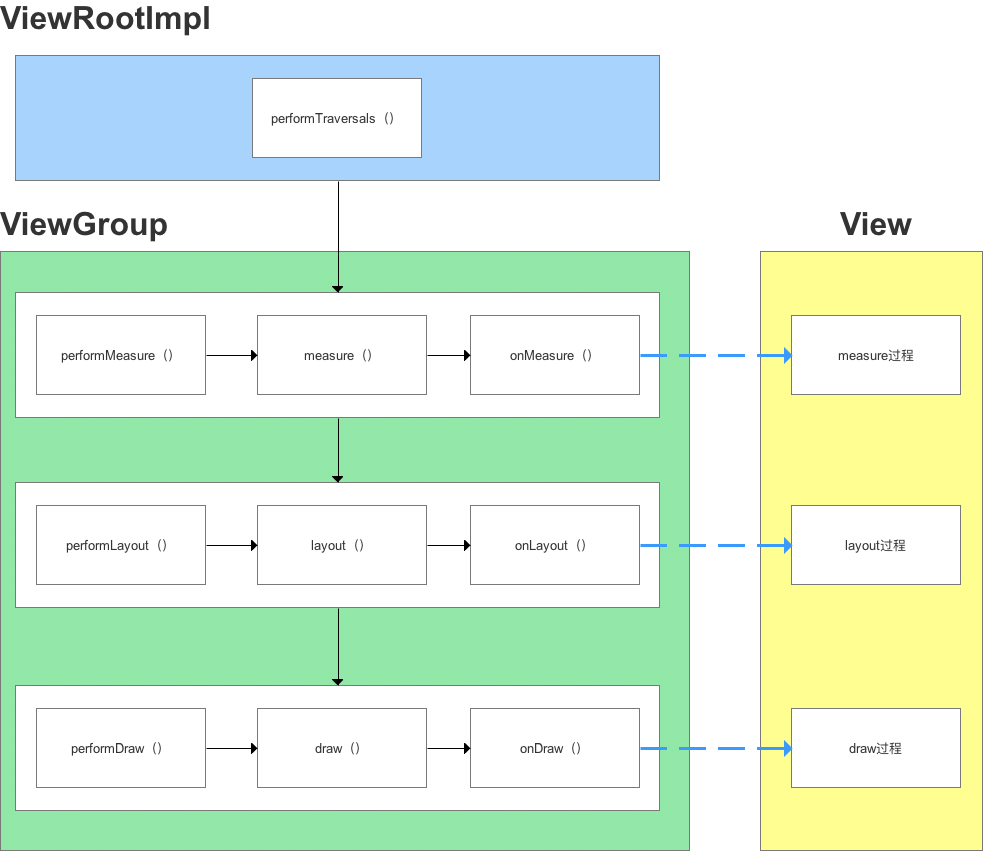 ViewRootImpl
performTraversals（）
ViewGroup
View
performMeasure（）
measure（）
onMeasure（）
measure过程
performLayout（）
layout（）
onLayout（）
layout过程
performDraw（）
draw（）
onDraw（）
draw过程